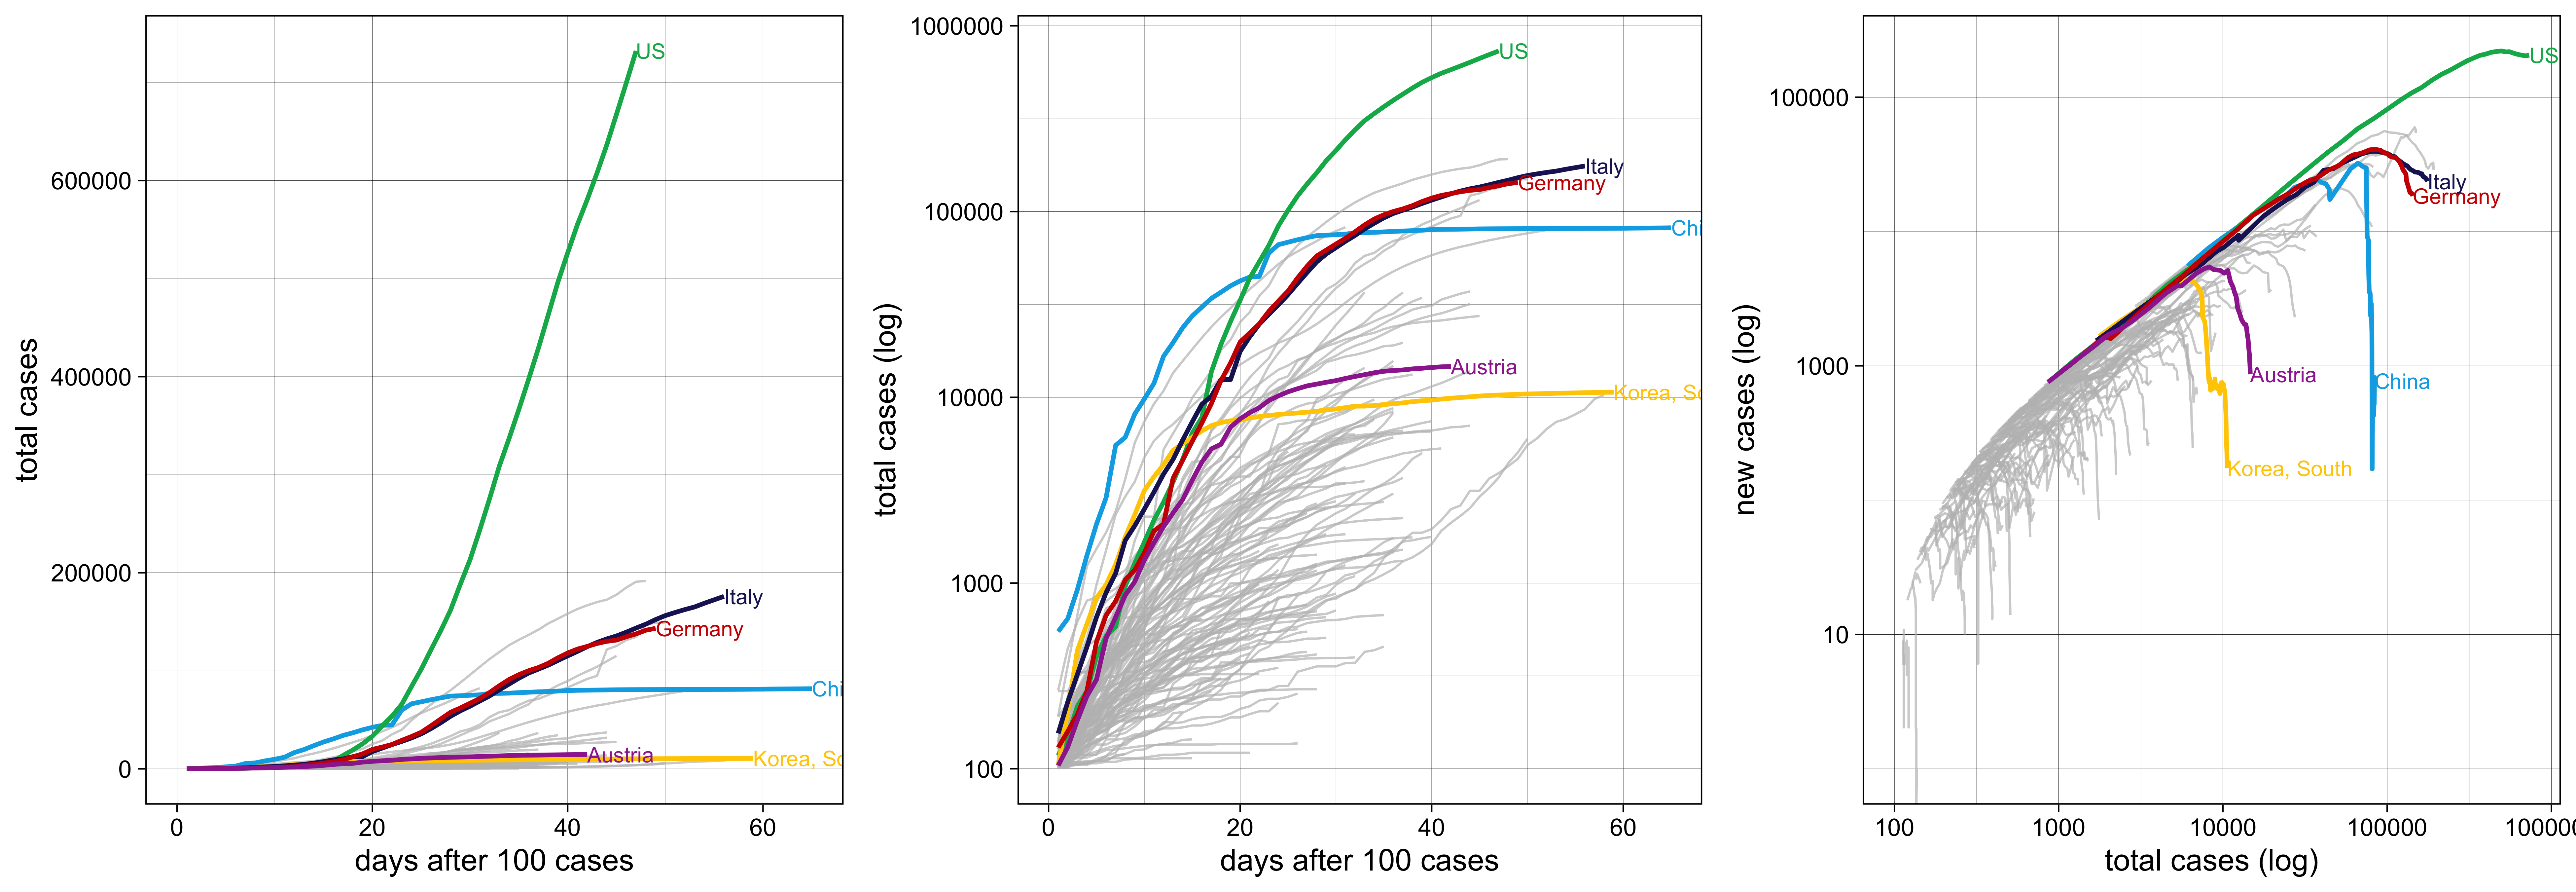 total cases
600000
400000
200000
0
0
20
40
60
days after 100 cases
US
Italy
Germany
Chi
Austria
Korea, So
total cases (log)
1000000
100000
10000
1000
100
0
20
40
60
days after 100 cases
US
Italy
Germany
Chi
Austria
Korea, So
new cases (log)
100000
1000
10
100
1000
10000
100000
100000
total cases (log)
US
Italy
Germany
Austria
China
Korea, South